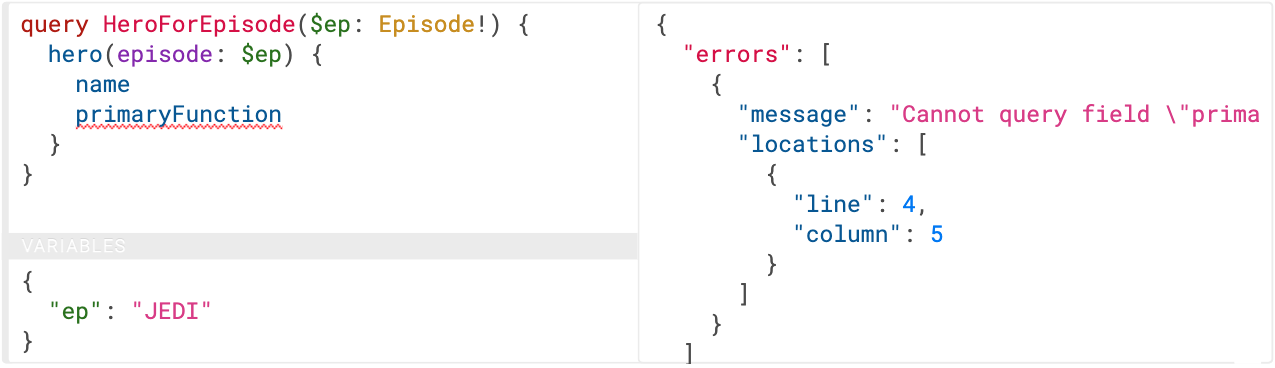 query HeroForEpisode($ep: Episode!) {
  hero(episode: $ep) {
    name
    primaryFunction
  }
}
VARIABLES
{
  "ep": "JEDI"
}
{
  "errors": [
    {
      "message": "Cannot query field \"prima
      "locations": [
        {
          "line": 4,
          "column": 5
        }
      ]
    }
  ]